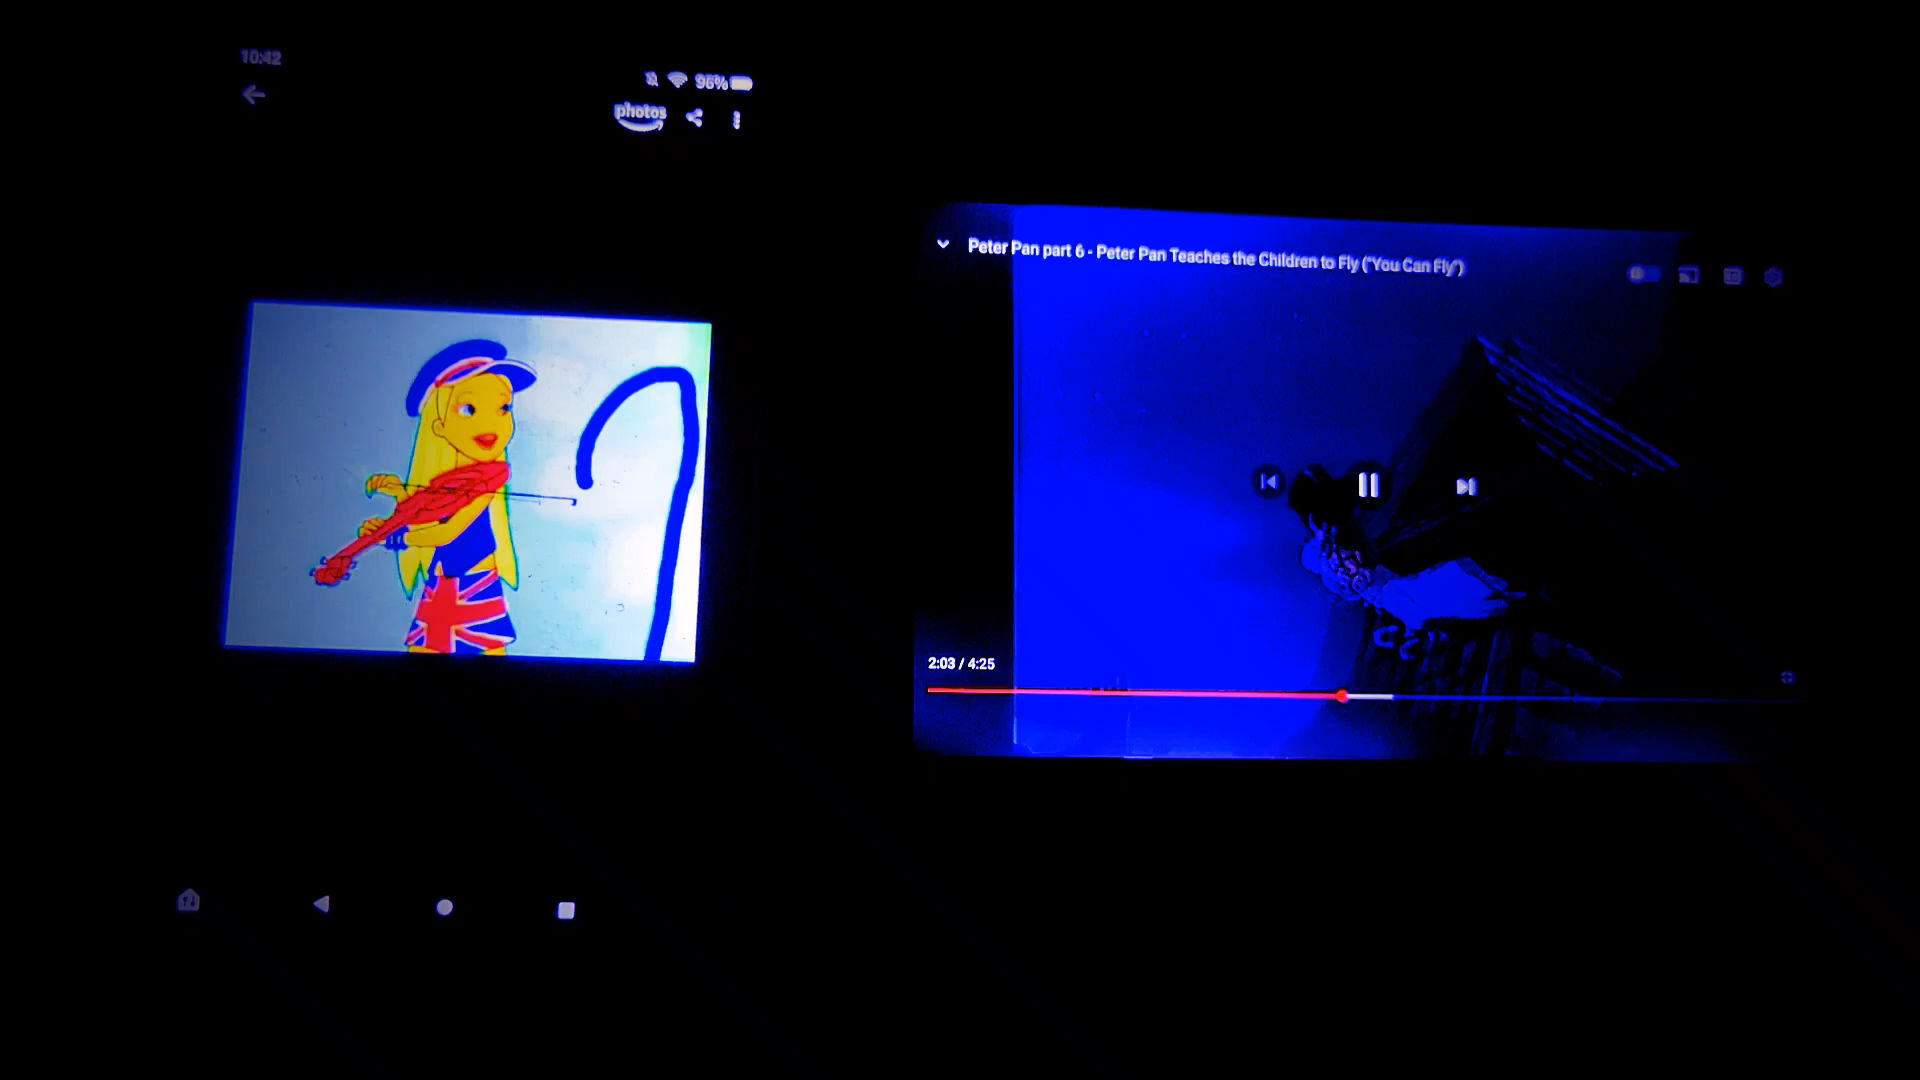 10:42
96%
photos
Peter Pan part 6 - Peter Pan Teaches the Children to Fly ("You Can Fly")
2:03 / 4:25